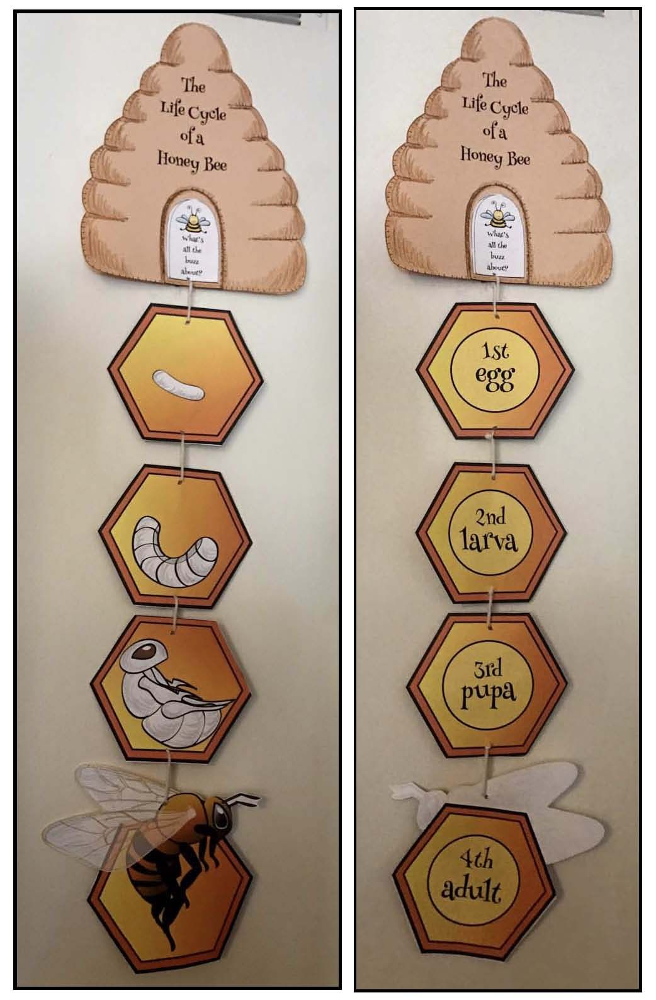 The
Life Cycle
of a
Honey Bee
What's
all the
buzz
about?
The
Life Cycle
of a
Honey Bee
What's
all the
buzz
about?
1st
egg
2nd
larva
3rd
pupa
4th
adult